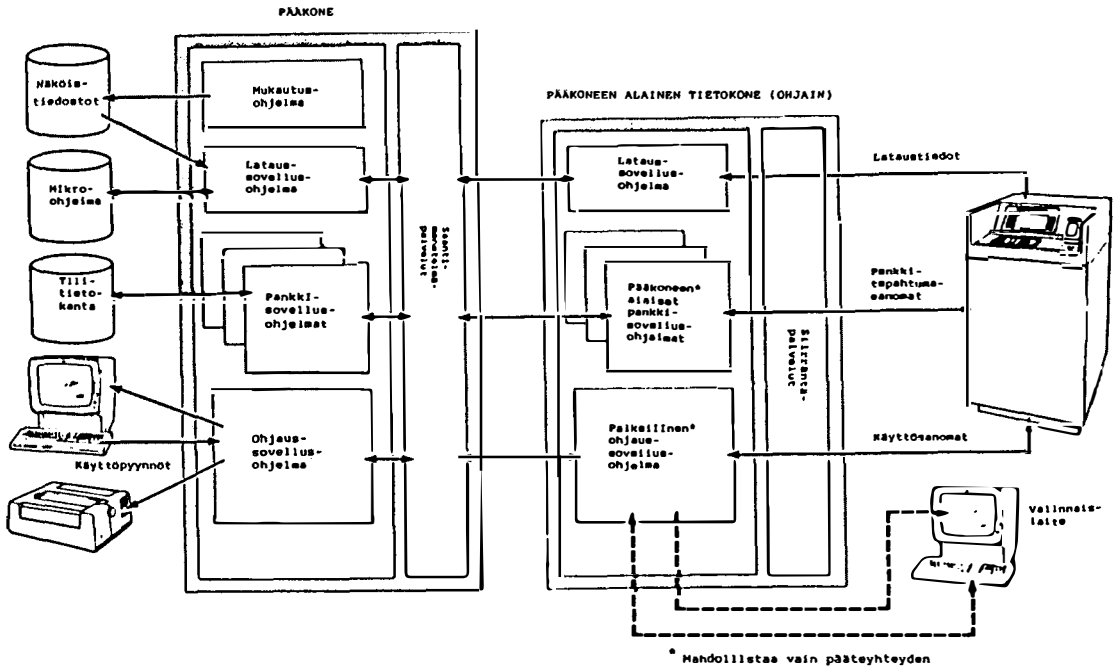 PÄÄKONE
Näköis-
tiedostot
Mukautus-
ohjelma
PÄÄKONEEN ALAINEN TIETOKONE (OHJAIN)
Lataus-
sovellus-
ohjelma
Lataus-
sovellus-
ohjelma
Lataustiedot
Mikro-
ohjelma
Tili-
tietokanta
Pankki-
sovellus-
ohjelmat
Pääkoneen*
alaiset
pankki-
sovellus-
ohjelmat
palvelut
Siirräntä-
palvelut
Pankki-
tapahtuma-
sanomat
Ohjaus-
sovellus-
ohjelma
Paikallinen*
ohjaus-
sovellus-
ohjelma
Käyttösanomat
Käyttöpyynnöt
Valinnais-
laite
* Mahdollistaa vain pääteyhteyden